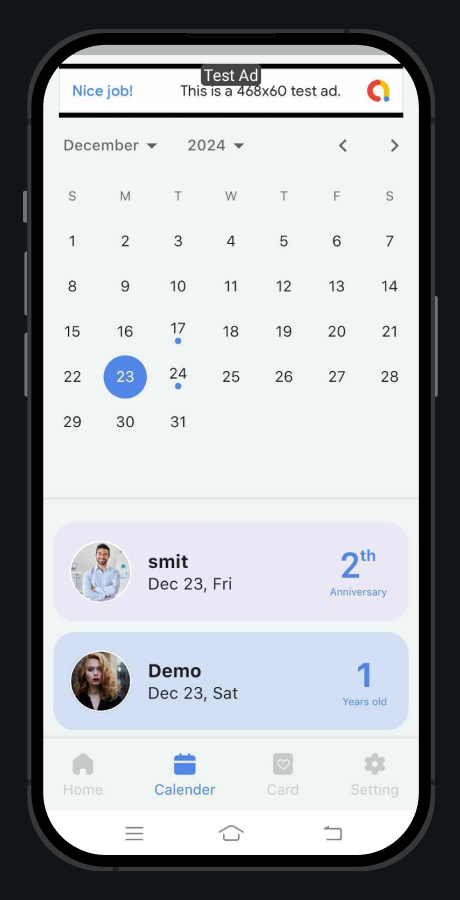 Test Ad
Nice job! This is a 468x60 test ad.
December 2024
S M T W T F S
1 2 3 4 5 6 7
8 9 10 11 12 13 14
15 16 17 18 19 20 21
22 23 24 25 26 27 28
29 30 31
smit
Dec 23, Fri
2th
Anniversary
Demo
Dec 23, Sat
1
Years old
Home Calender Card Setting